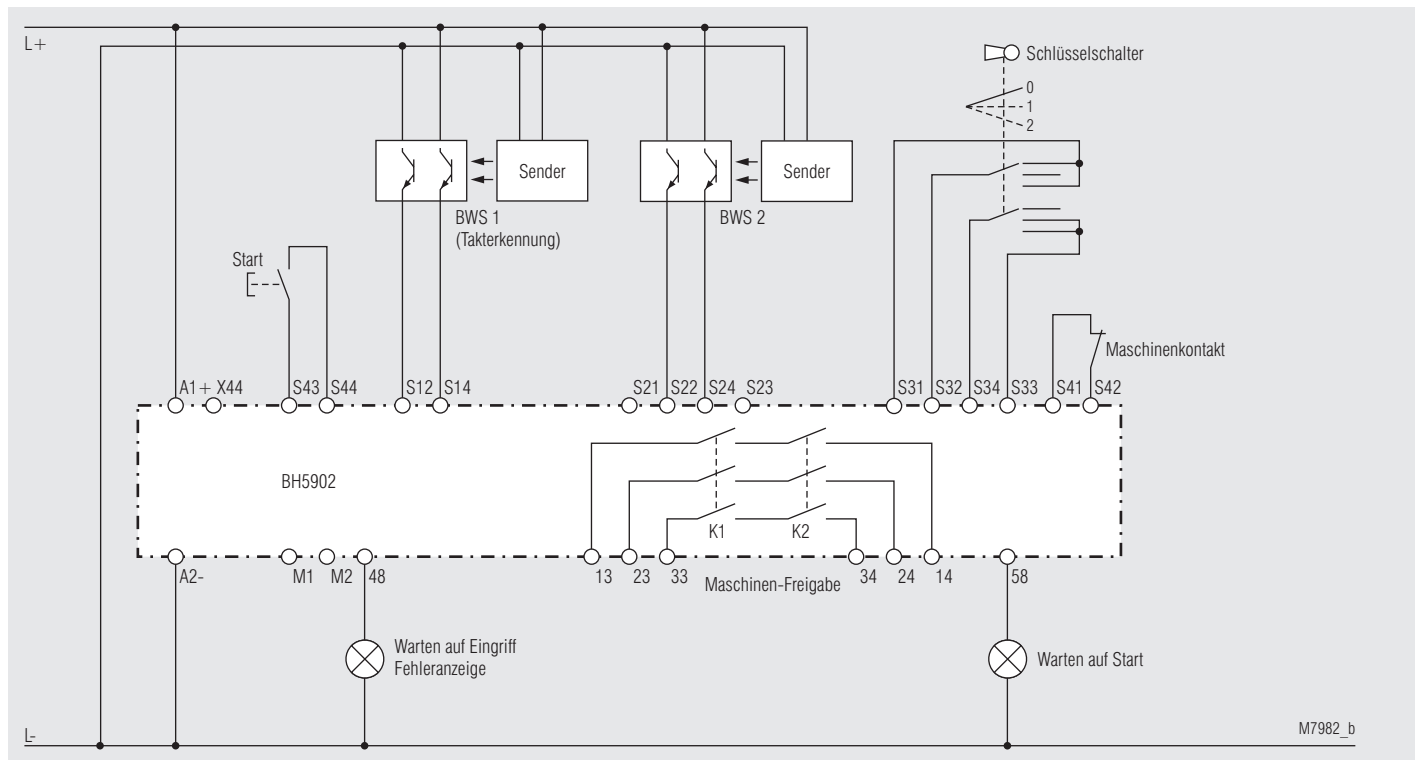 L+
Schlüsselschalter
0
1
2
Sender
Sender
BWS 1
(Takterkennung)
BWS 2
Start
Maschinenkontakt
A1+ X44 S43 S44 S12 S14 S21 S22 S24 S23 S31 S32 S34 S33 S41 S42
BH5902
K1 K2
A2- M1 M2 48 13 23 33 Maschinen-Freigabe 34 24 14 58
Warten auf Eingriff
Fehleranzeige
Warten auf Start
L-
M7982_b